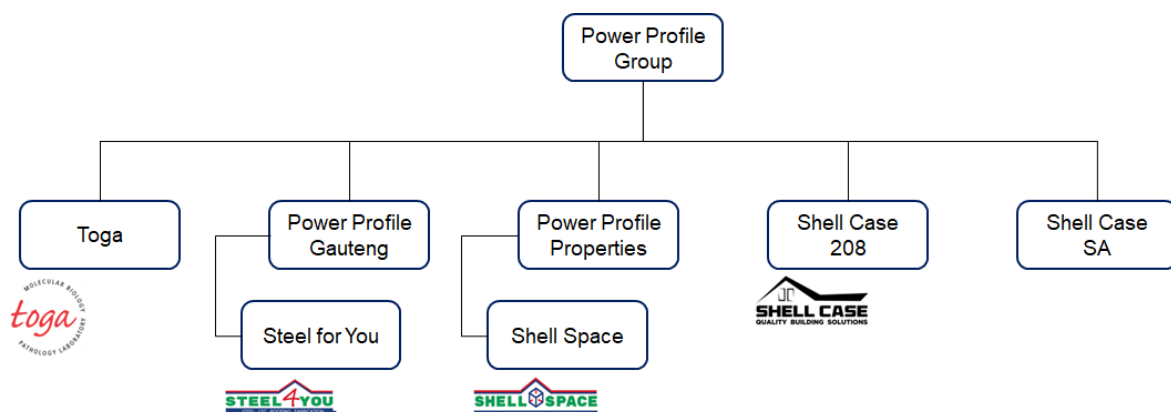 Power Profile
Group
Toga
Power Profile
Gauteng
Power Profile
Properties
Shell Case
208
Shell Case
SA
MOLECULAR BIOLOGY
toga
PATHOLOGY LABORATORY
SHELL CASE
QUALITY BUILDING SOLUTIONS
Steel for You
Shell Space
STEEL4YOU
SHELL SPACE